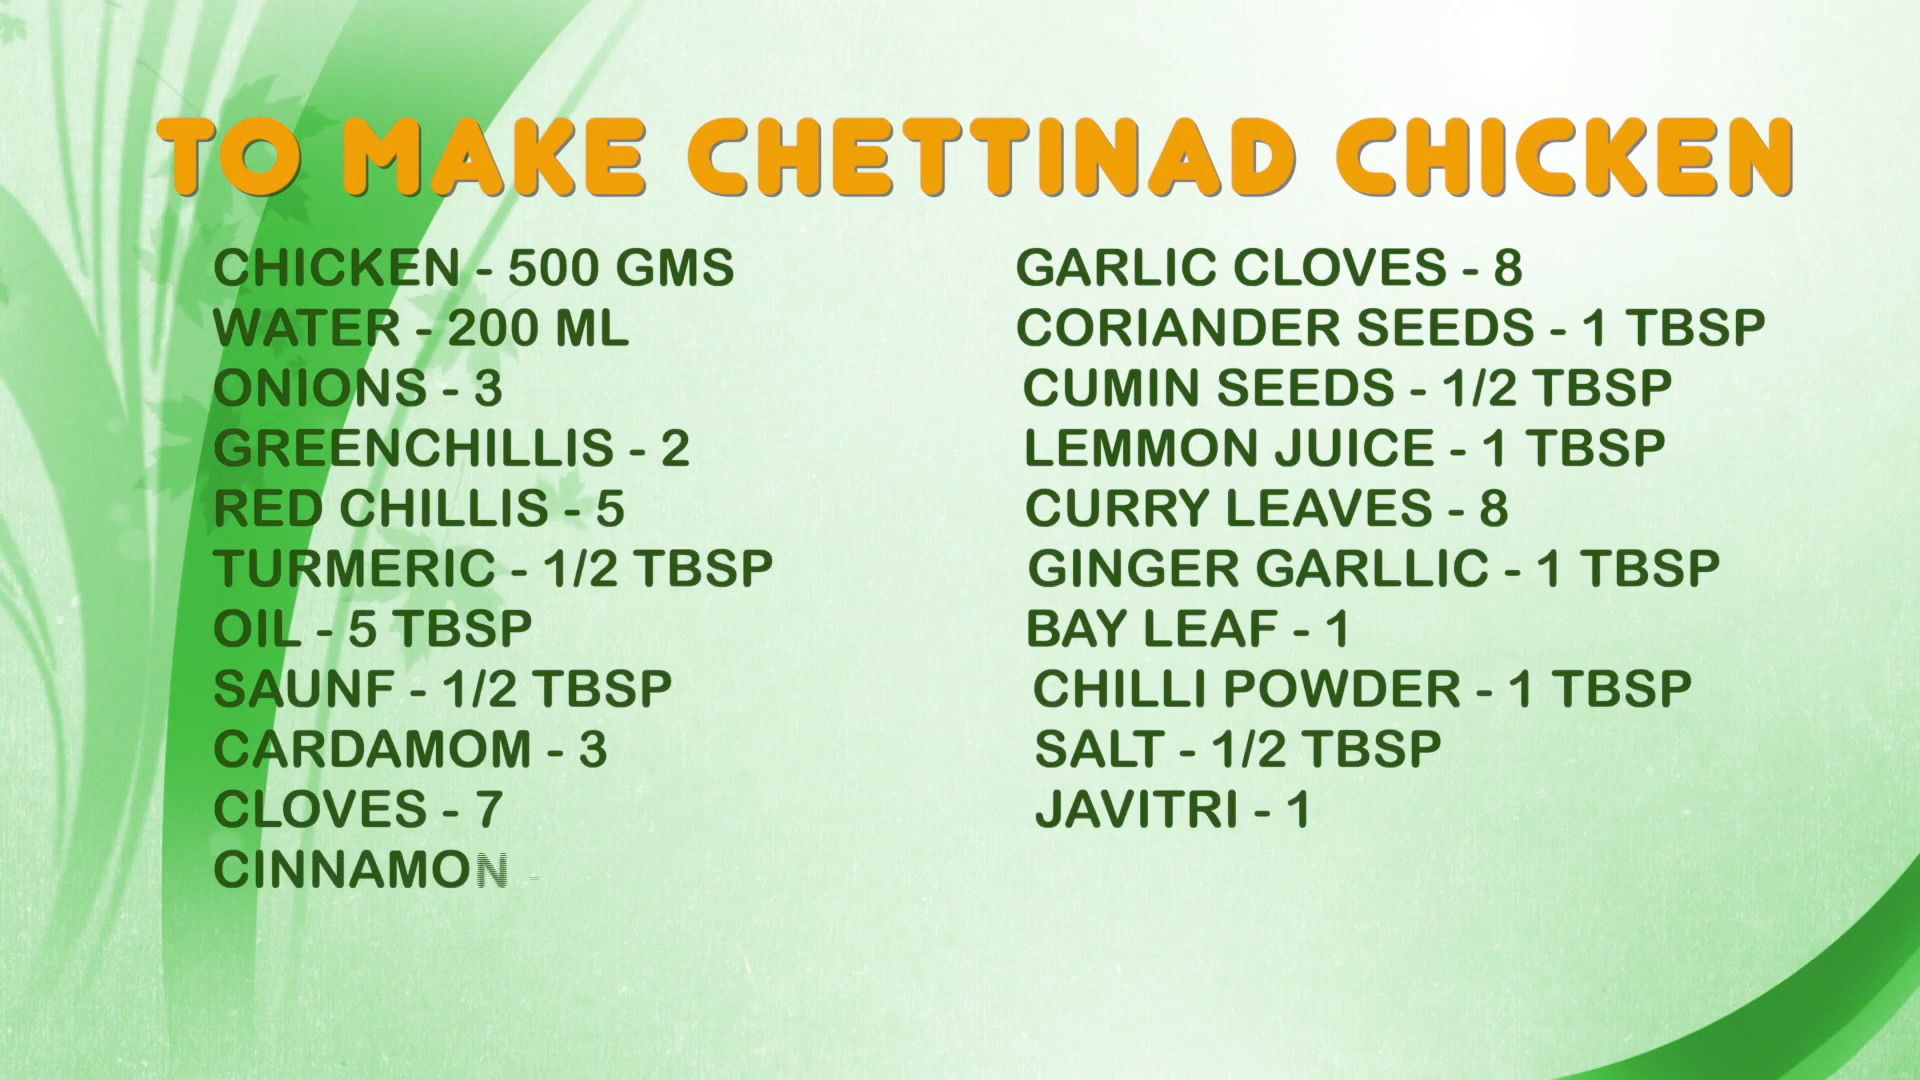 TO MAKE CHETTINAD CHICKEN
CHICKEN - 500 GMS
WATER - 200 ML
ONIONS - 3
GREENCHILLIS - 2
RED CHILLIS - 5
TURMERIC - 1/2 TBSP
OIL - 5 TBSP
SAUNF - 1/2 TBSP
CARDAMOM - 3
CLOVES - 7
CINNAMON -
GARLIC CLOVES - 8
CORIANDER SEEDS - 1 TBSP
CUMIN SEEDS - 1/2 TBSP
LEMMON JUICE - 1 TBSP
CURRY LEAVES - 8
GINGER GARLLIC - 1 TBSP
BAY LEAF - 1
CHILLI POWDER - 1 TBSP
SALT - 1/2 TBSP
JAVITRI - 1